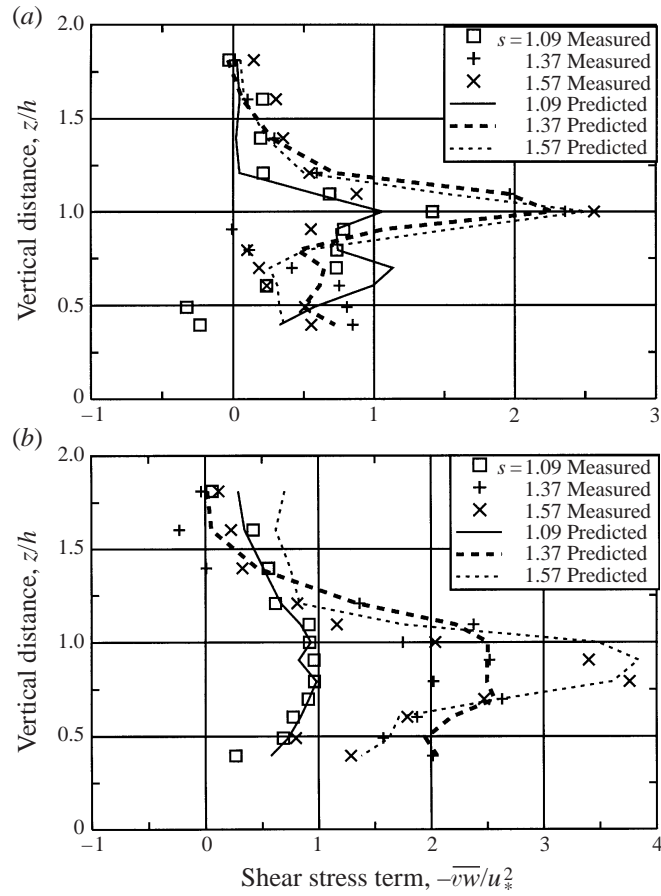 (a)
2.0
1.5
1.0
0.5
0
Vertical distance, z/h
s = 1.09 Measured
1.37 Measured
1.57 Measured
1.09 Predicted
1.37 Predicted
1.57 Predicted
–1 0 1 2 3
(b)
2.0
1.5
1.0
0.5
0
Vertical distance, z/h
s = 1.09 Measured
1.37 Measured
1.57 Measured
1.09 Predicted
1.37 Predicted
1.57 Predicted
–1 0 1 2 3 4
Shear stress term, –v̅w̅/u²*